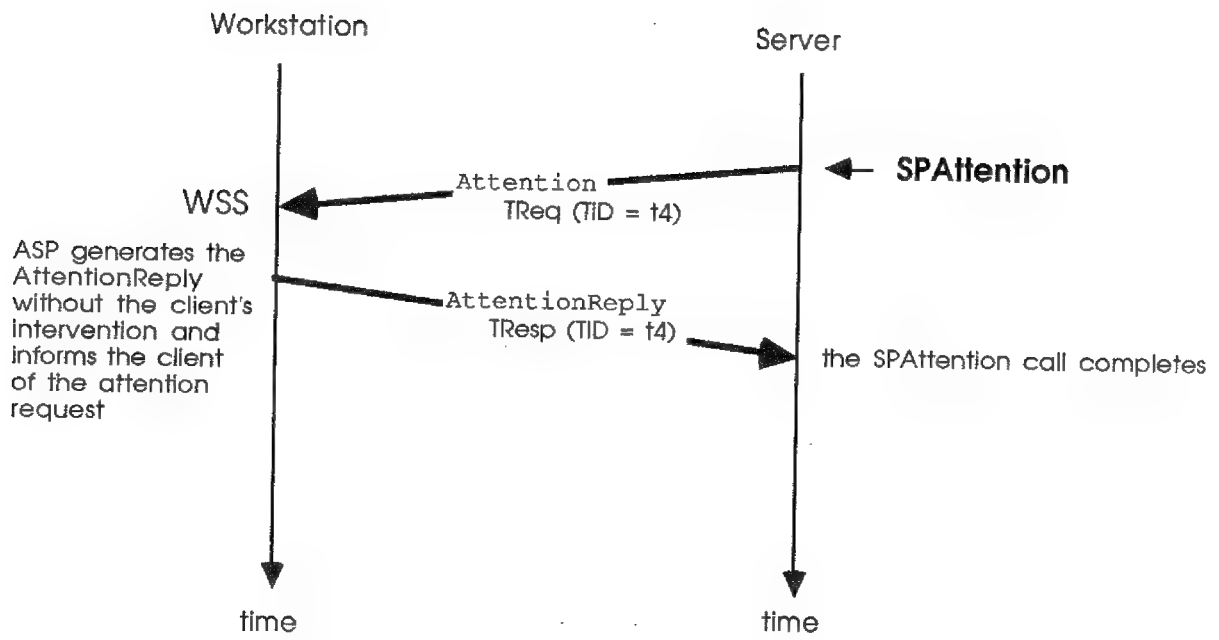 Workstation
Server
SPAttention
Attention
TReq (TID = t4)
WSS
ASP generates the
AttentionReply
without the client's
intervention and
informs the client
of the attention
request
AttentionReply
TResp (TID = t4)
the SPAttention call completes
time
time